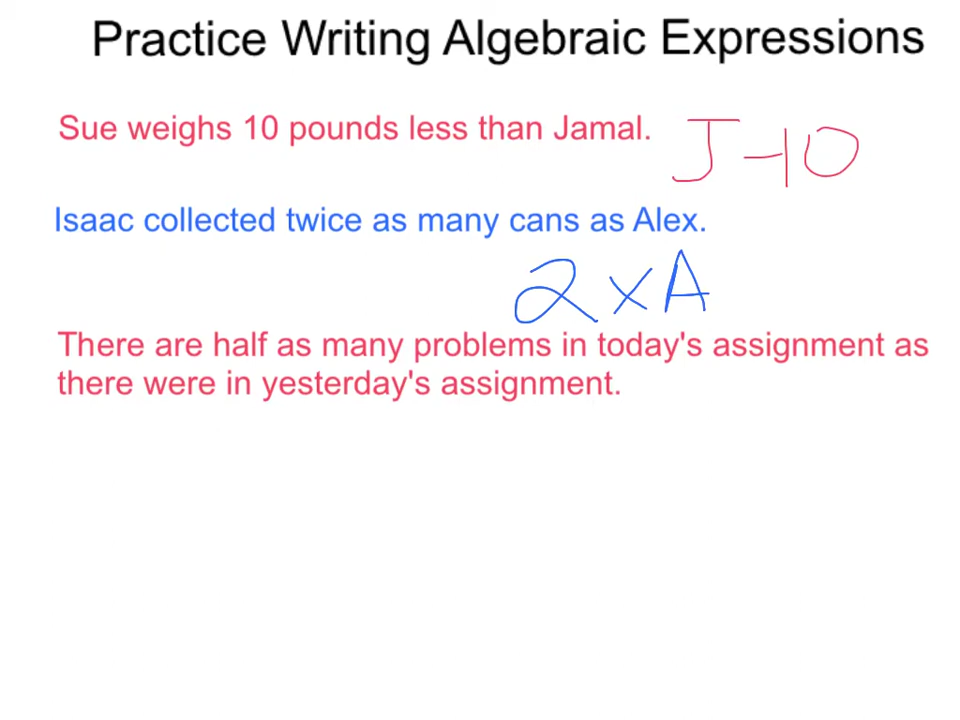 Practice Writing Algebraic Expressions
Sue weighs 10 pounds less than Jamal. J-10
Isaac collected twice as many cans as Alex.
2xA
There are half as many problems in today's assignment as
there were in yesterday's assignment.